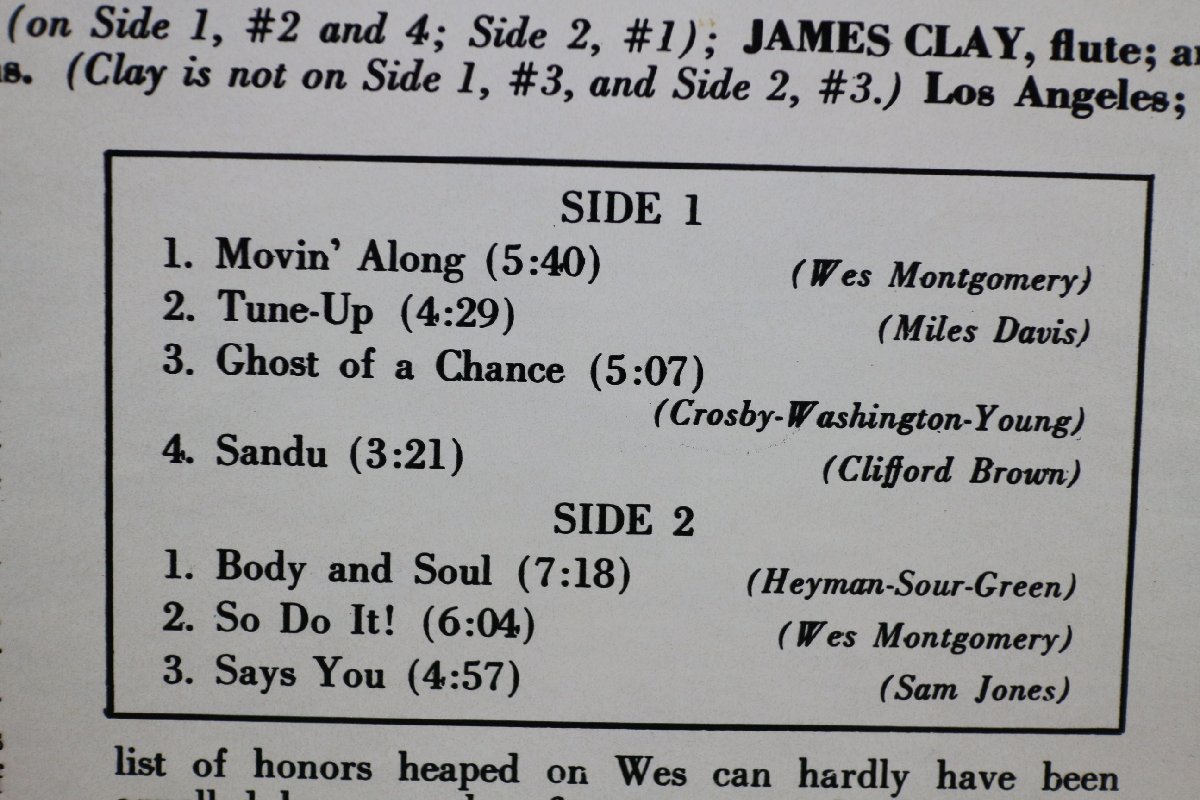 (on Side 1, #2 and 4; Side 2, #1); JAMES CLAY, flute;
(Clay is not on Side 1, #3, and Side 2, #3.) Los Angeles;
SIDE 1
1. Movin' Along (5:40) (Wes Montgomery)
2. Tune-Up (4:29) (Miles Davis)
3. Ghost of a Chance (5:07)
(Crosby-Washington-Young)
4. Sandu (3:21) (Clifford Brown)
SIDE 2
1. Body and Soul (7:18) (Heyman-Sour-Green)
2. So Do It! (6:04) (Wes Montgomery)
3. Says You (4:57) (Sam Jones)
list of honors heaped on Wes can hardly have been